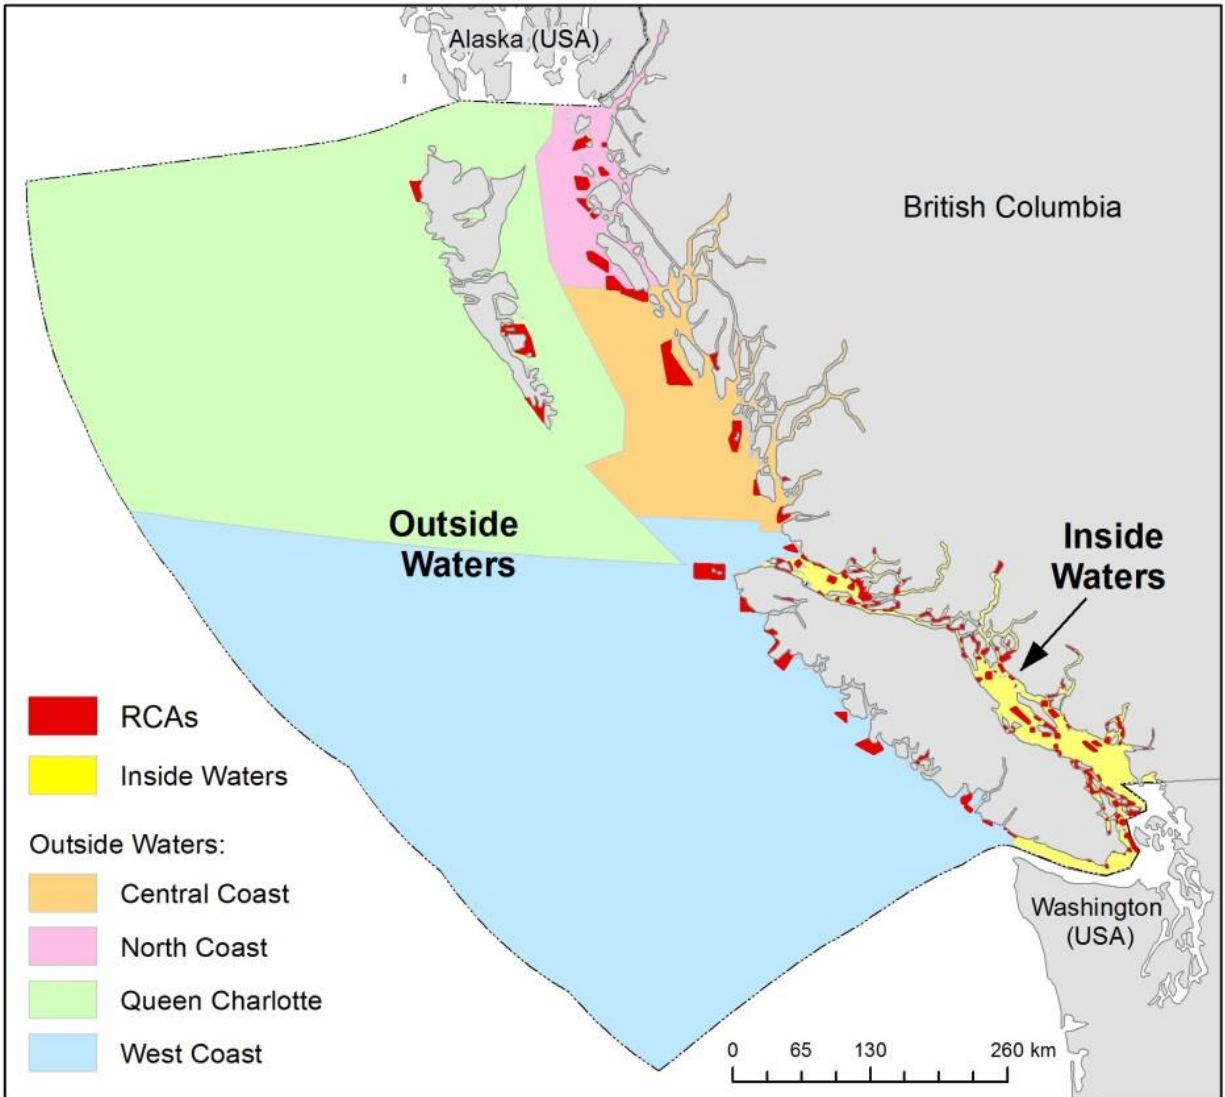 Alaska (USA)
British Columbia
Outside
Waters
Inside
Waters
RCAs
Inside Waters
Outside Waters:
Central Coast
North Coast
Queen Charlotte
West Coast
Washington
(USA)
0 65 130 260 km